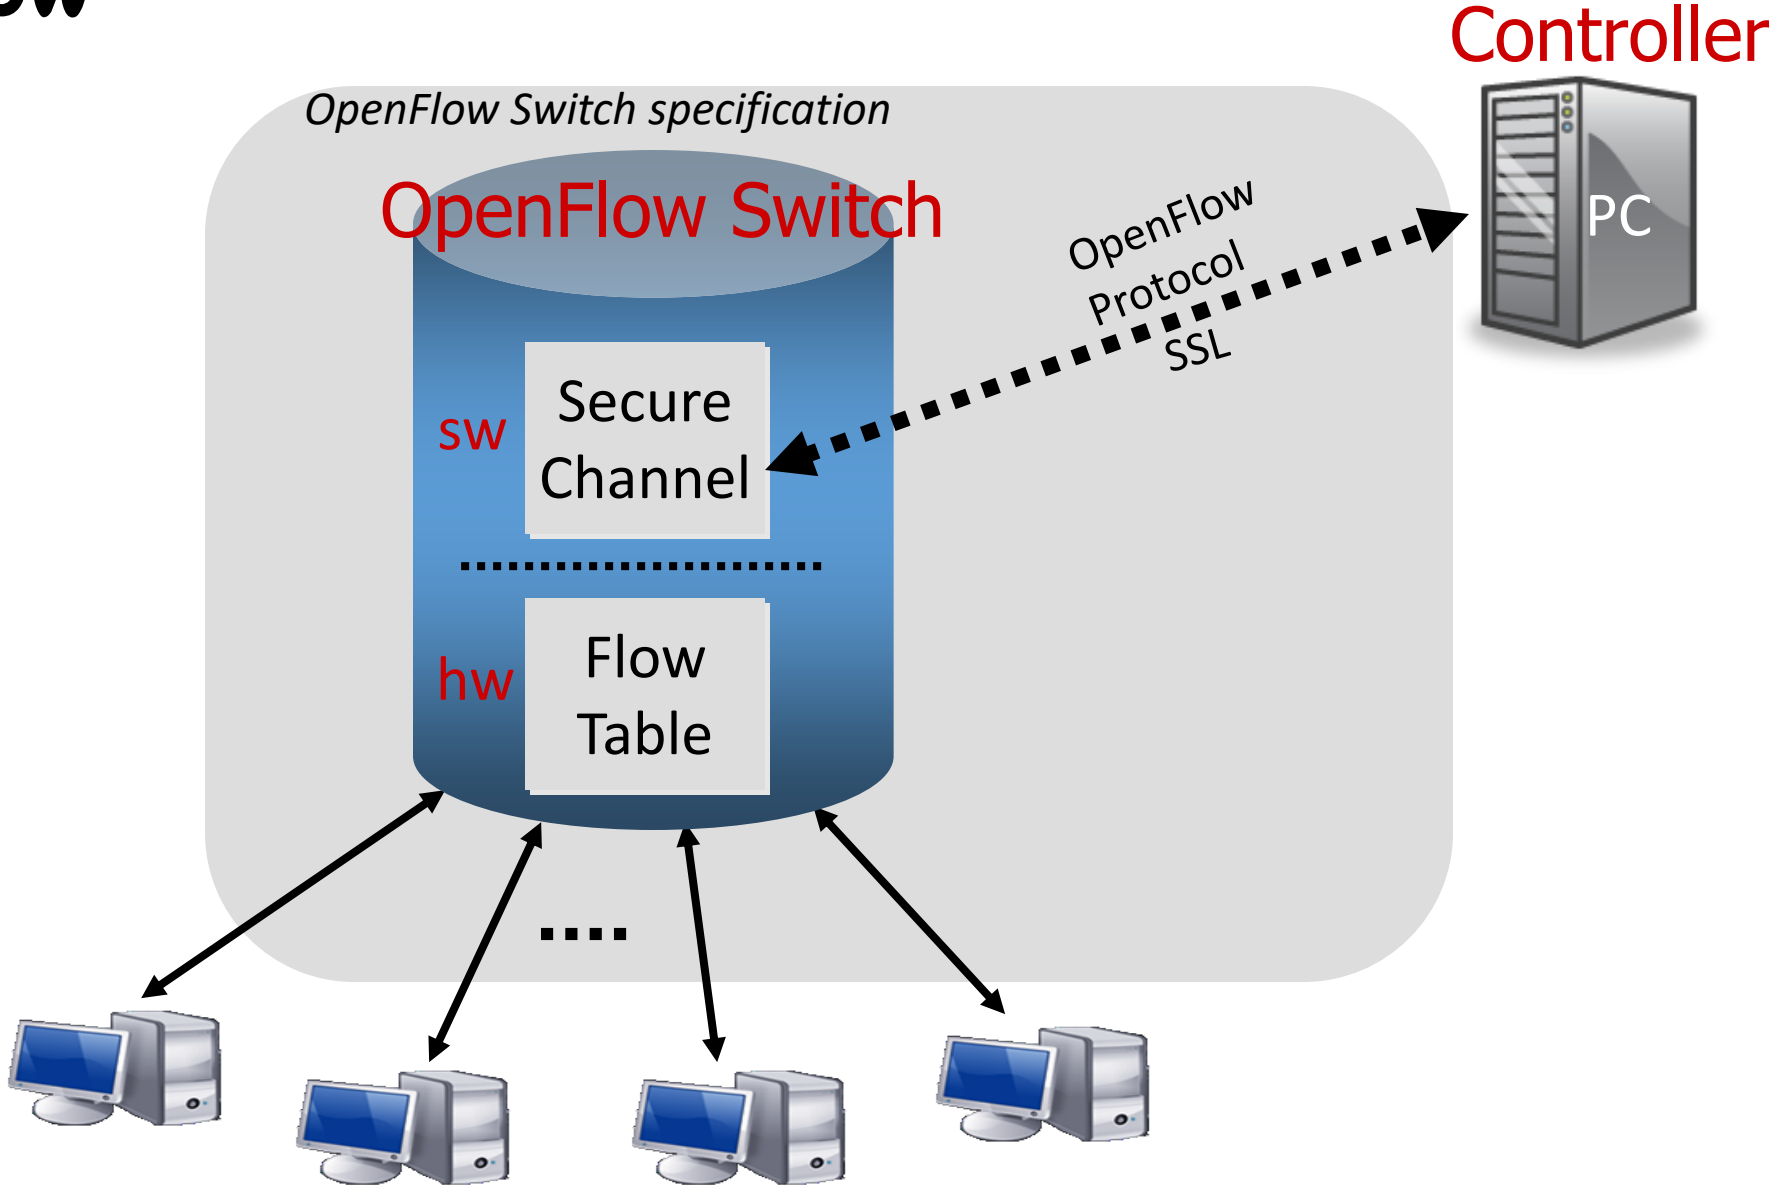 Controller
OpenFlow Switch specification
OpenFlow Switch
OpenFlow
Protocol
SSL
PC
sw
Secure
Channel
hw
Flow
Table